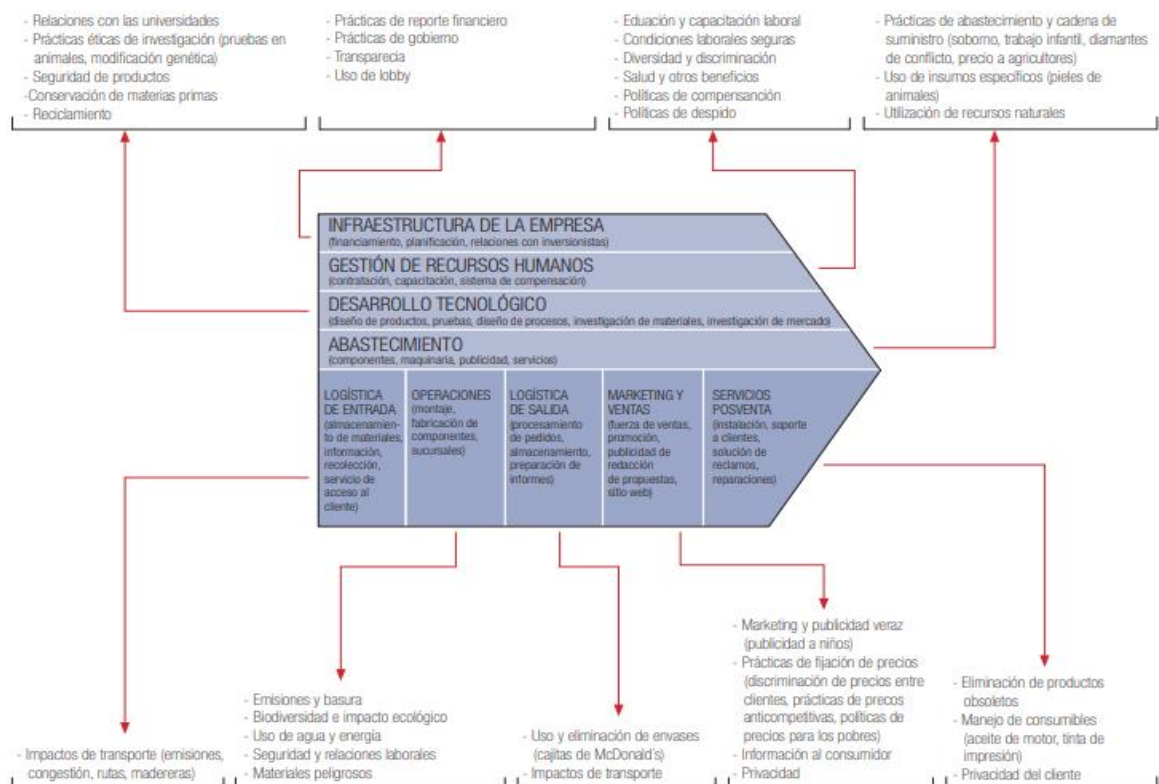 - Relaciones con las universidades
- Prácticas éticas de investigación (pruebas en
animales, modificación genética)
- Seguridad de productos
-Conservación de materias primas
- Reciclamiento
- Prácticas de reporte financiero
- Prácticas de gobierno
- Transparecia
- Uso de lobby
- Eduación y capacitación laboral
- Condiciones laborales seguras
- Diversidad y discriminación
- Salud y otros beneficios
- Políticas de compensanción
- Políticas de despido
- Prácticas de abastecimiento y cadena de
suministro (soborno, trabajo infantil, diamantes
de conflicto, precio a agricultores)
- Uso de insumos específicos (pieles de
animales)
- Utilización de recursos naturales
INFRAESTRUCTURA DE LA EMPRESA
(financiamiento, planificación, relaciones con inversionistas)
GESTIÓN DE RECURSOS HUMANOS
(contratación, capacitación, sistema de compensación)
DESARROLLO TECNOLÓGICO
(diseño de productos, pruebas, diseño de procesos, investigación de materiales, investigación de mercado)
ABASTECIMIENTO
(componentes, maquinaria, publicidad, servicios)
LOGÍSTICA
DE ENTRADA
(almacenamien-
to de materiales,
información,
recolección,
servicio de
acceso al
cliente)
OPERACIONES
(montaje,
fabricación de
componentes,
sucursales)
LOGÍSTICA
DE SALIDA
(procesamiento
de pedidos,
almacenamiento,
preparación de
informes)
MARKETING Y
VENTAS
(fuerza de ventas,
promoción,
publicidad de
redacción
de propuestas,
sitio web)
SERVICIOS
POSVENTA
(instalación, soporte
a clientes,
solución de
reclamos,
reparaciones)
- Impactos de transporte (emisiones,
congestión, rutas, madereras)
- Emisiones y basura
- Biodiversidad e impacto ecológico
- Uso de agua y energía
- Seguridad y relaciones laborales
- Materiales peligrosos
- Uso y eliminación de envases
(cajitas de McDonald's)
- Impactos de transporte
- Marketing y publicidad veraz
(publicidad a niños)
- Prácticas de fijación de precios
(discriminación de precios entre
clientes, prácticas de precos
anticompetitivas, políticas de
precios para los pobres)
- Información al consumidor
- Privacidad
- Eliminación de productos
obsoletos
- Manejo de consumibles
(aceite de motor, tinta de
impresión)
- Privacidad del cliente